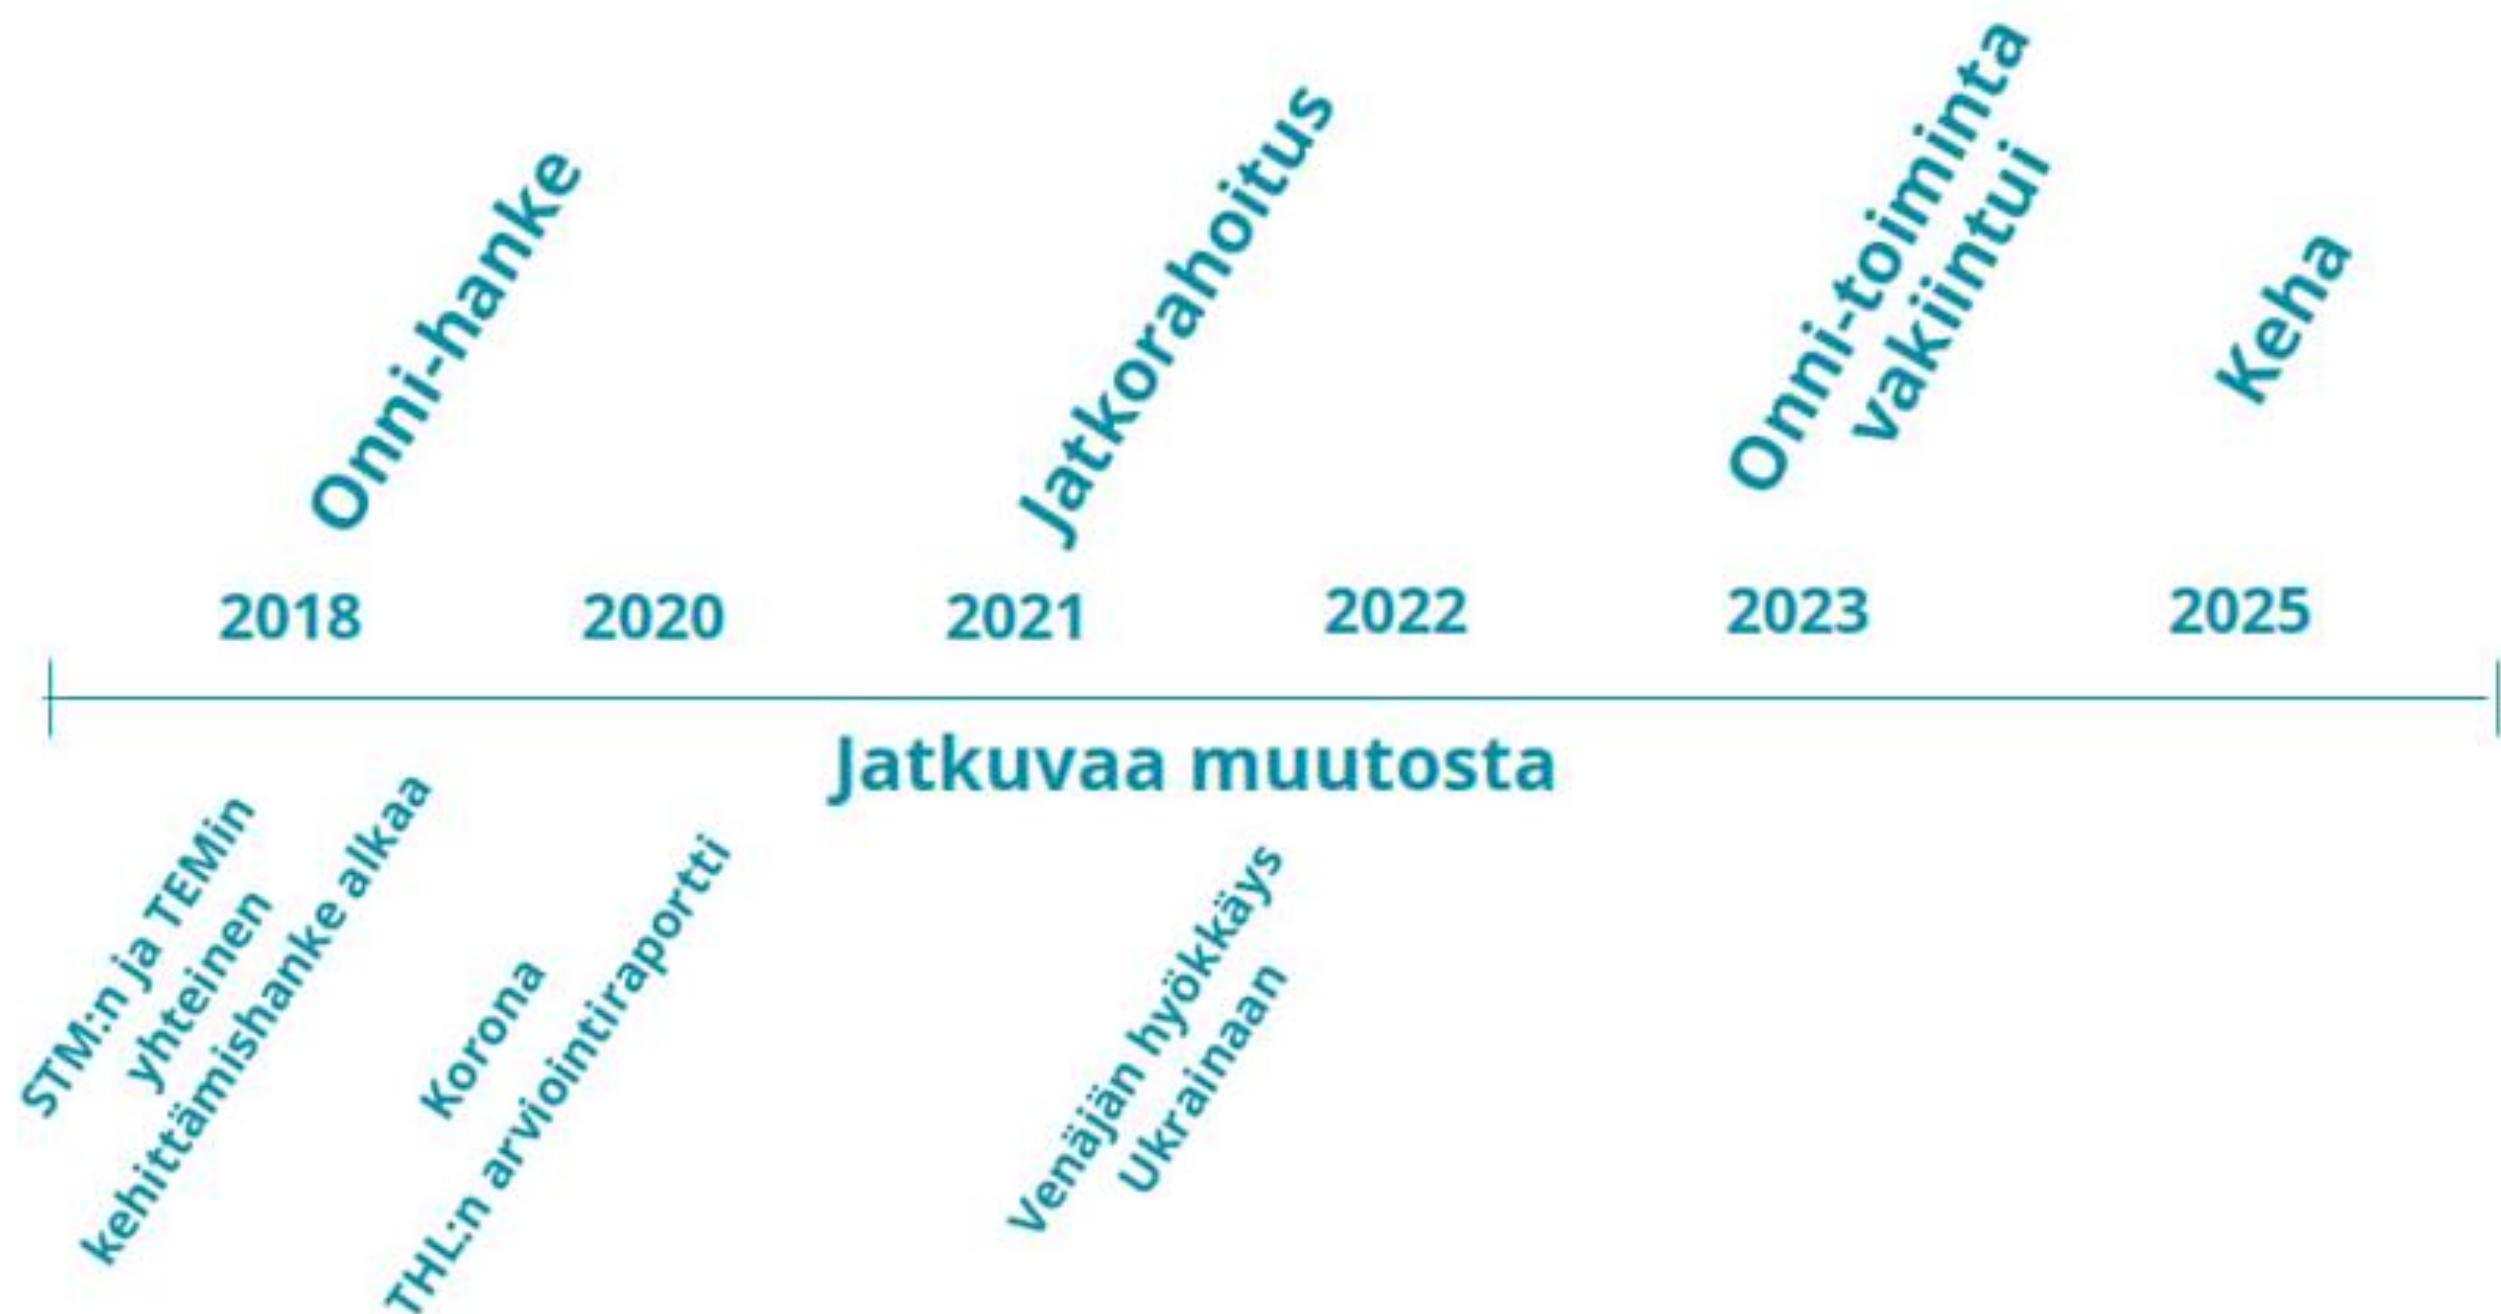 Onni-hanke
Jatkorahoitus
Onni-toiminta
vakiintui
Keha
2018
2020
2021
2022
2023
2025
Jatkuvaa muutosta
STM:n ja TEMin
yhteinen
kehittämishanke alkaa
Korona
THL:n arviointiraportti
Venäjän hyökkäys
Ukrainaan